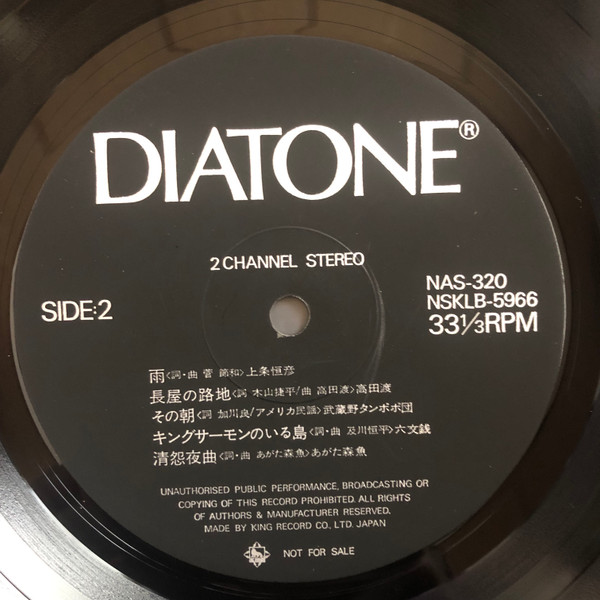 DIATONE®
2 CHANNEL STEREO
SIDE:2
NAS-320
NSKLB-5966
33⅓RPM
雨〈詞・曲 菅 節和〉上条恒彦
長屋の路地〈詞 木山捷平/曲 高田渡〉高田渡
その朝〈詞 加川良/アメリカ民謡〉武蔵野タンポポ団
キングサーモンのいる島〈詞・曲 及川恒平〉六文銭
清怨夜曲〈詞・曲 あがた森魚〉あがた森魚
UNAUTHORISED PUBLIC PERFORMANCE, BROADCASTING OR
COPYING OF THIS RECORD PROHIBITED. ALL RIGHTS
OF AUTHORS & MANUFACTURER RESERVED.
MADE BY KING RECORD CO., LTD. JAPAN
NOT FOR SALE